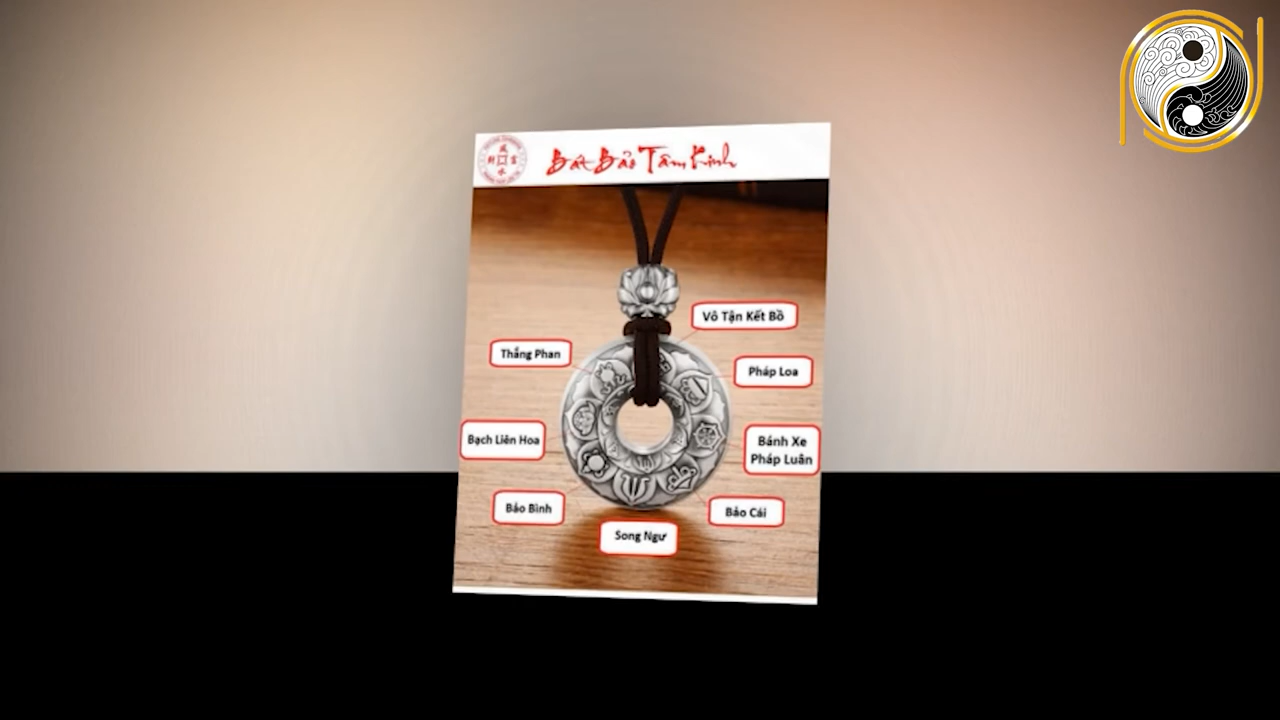 Bát Bảo Tâm Kinh
Vô Tận Kết Bồ
Thắng Phan
Pháp Loa
Bạch Liên Hoa
Bánh Xe
Pháp Luân
Bảo Bình
Bảo Cái
Song Ngư